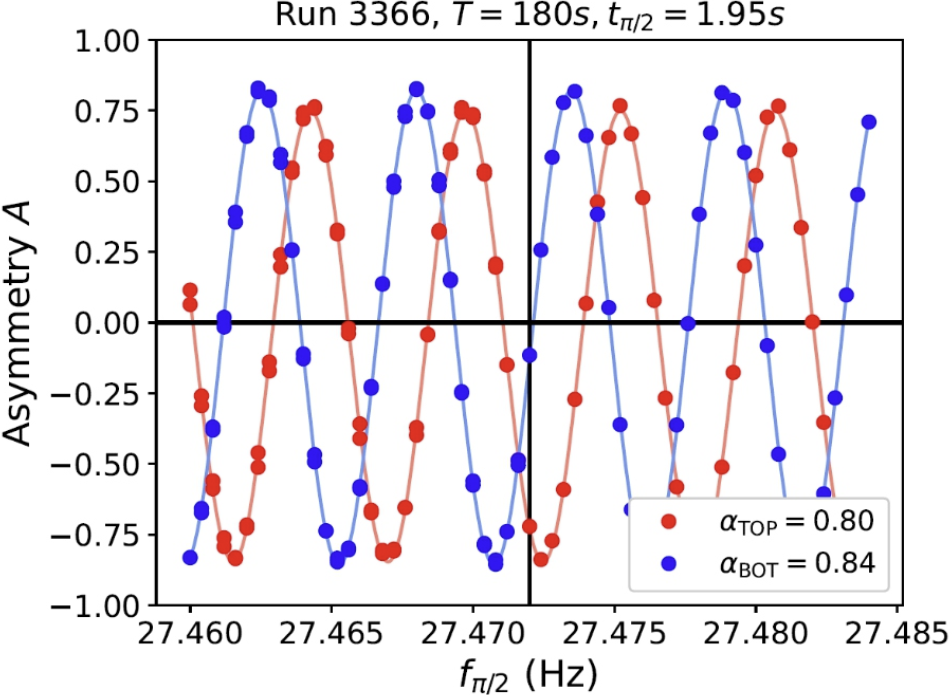 Run 3366, T = 180s, t_{π/2} = 1.95s
1.00
0.75
0.50
0.25
0.00
−0.25
−0.50
−0.75
−1.00
Asymmetry A
α_TOP = 0.80
α_BOT = 0.84
27.460 27.465 27.470 27.475 27.480 27.485
f_{π/2} (Hz)